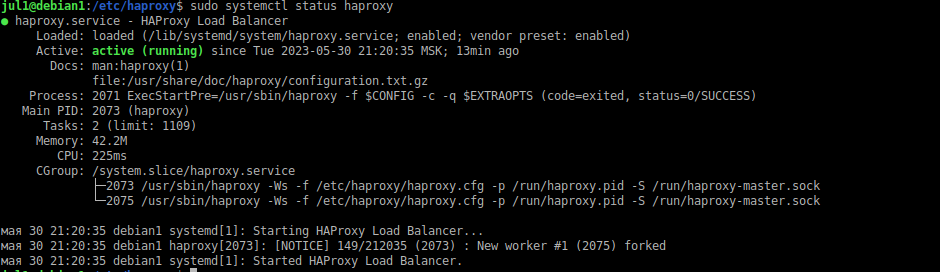 jul1@debian1:/etc/haproxy$ sudo systemctl status haproxy
● haproxy.service - HAProxy Load Balancer
Loaded: loaded (/lib/systemd/system/haproxy.service; enabled; vendor preset: enabled)
Active: active (running) since Tue 2023-05-30 21:20:35 MSK; 13min ago
Docs: man:haproxy(1)
file:/usr/share/doc/haproxy/configuration.txt.gz
Process: 2071 ExecStartPre=/usr/sbin/haproxy -f $CONFIG -c -q $EXTRAOPTS (code=exited, status=0/SUCCESS)
Main PID: 2073 (haproxy)
Tasks: 2 (limit: 1109)
Memory: 42.2M
CPU: 225ms
CGroup: /system.slice/haproxy.service
├─2073 /usr/sbin/haproxy -Ws -f /etc/haproxy/haproxy.cfg -p /run/haproxy.pid -S /run/haproxy-master.sock
└─2075 /usr/sbin/haproxy -Ws -f /etc/haproxy/haproxy.cfg -p /run/haproxy.pid -S /run/haproxy-master.sock
мая 30 21:20:35 debian1 systemd[1]: Starting HAProxy Load Balancer...
мая 30 21:20:35 debian1 haproxy[2073]: [NOTICE] 149/212035 (2073) : New worker #1 (2075) forked
мая 30 21:20:35 debian1 systemd[1]: Started HAProxy Load Balancer.